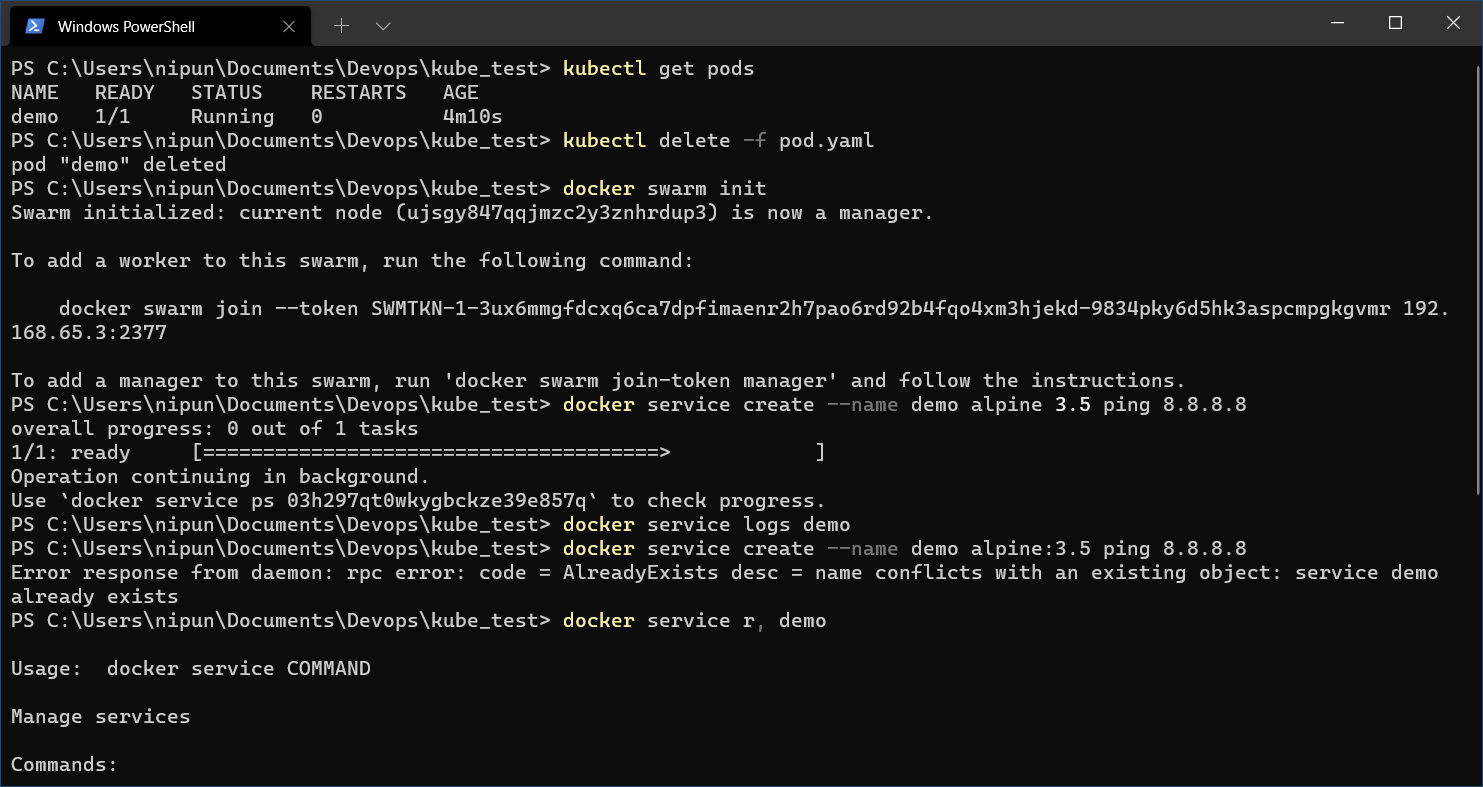 Windows PowerShell
PS C:\Users\nipun\Documents\Devops\kube_test> kubectl get pods
NAME   READY   STATUS    RESTARTS   AGE
demo   1/1     Running   0          4m10s
PS C:\Users\nipun\Documents\Devops\kube_test> kubectl delete -f pod.yaml
pod "demo" deleted
PS C:\Users\nipun\Documents\Devops\kube_test> docker swarm init
Swarm initialized: current node (ujsgy847qqjmzc2y3znhrdup3) is now a manager.
To add a worker to this swarm, run the following command:
    docker swarm join --token SWMTKN-1-3ux6mmgfdcxq6ca7dpfimaenr2h7pao6rd92b4fqo4xm3hjekd-9834pky6d5hk3aspcmpgkgvmr 192.
168.65.3:2377
To add a manager to this swarm, run 'docker swarm join-token manager' and follow the instructions.
PS C:\Users\nipun\Documents\Devops\kube_test> docker service create --name demo alpine 3.5 ping 8.8.8.8
overall progress: 0 out of 1 tasks
1/1: ready     [======================================>            ]
Operation continuing in background.
Use `docker service ps 03h297qt0wkygbckze39e857q` to check progress.
PS C:\Users\nipun\Documents\Devops\kube_test> docker service logs demo
PS C:\Users\nipun\Documents\Devops\kube_test> docker service create --name demo alpine:3.5 ping 8.8.8.8
Error response from daemon: rpc error: code = AlreadyExists desc = name conflicts with an existing object: service demo
already exists
PS C:\Users\nipun\Documents\Devops\kube_test> docker service r, demo
Usage:  docker service COMMAND
Manage services
Commands: